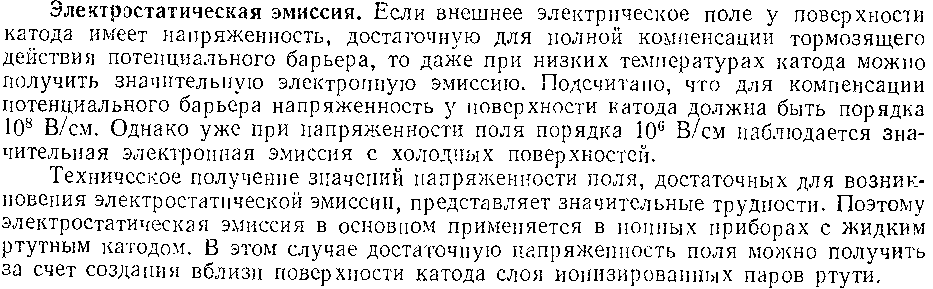 Электростатическая эмиссия. Если внешнее электрическое поле у поверхности
катода имеет напряженность, достаточную для полной компенсации тормозящего
действия потенциального барьера, то даже при низких температурах катода можно
получить значительную электронную эмиссию. Подсчитано, что для компенсации
потенциального барьера напряженность у поверхности катода должна быть порядка
10⁸ В/см. Однако уже при напряженности поля порядка 10⁶ В/см наблюдается зна-
чительная электронная эмиссия с холодных поверхностей.
Техническое получение значений напряженности поля, достаточных для возник-
новения электростатической эмиссии, представляет значительные трудности. Поэтому
электростатическая эмиссия в основном применяется в ионных приборах с жидким
ртутным катодом. В этом случае достаточную напряженность поля можно получить
за счет создания вблизи поверхности катода слоя ионизированных паров ртути.